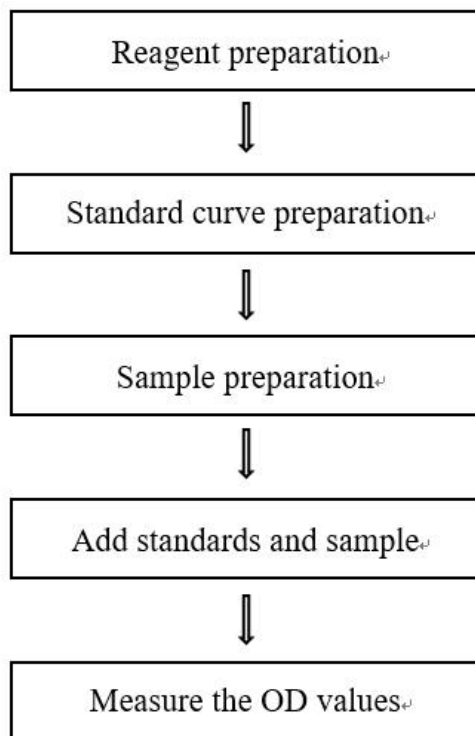 Reagent preparation
Standard curve preparation
Sample preparation
Add standards and sample
Measure the OD values